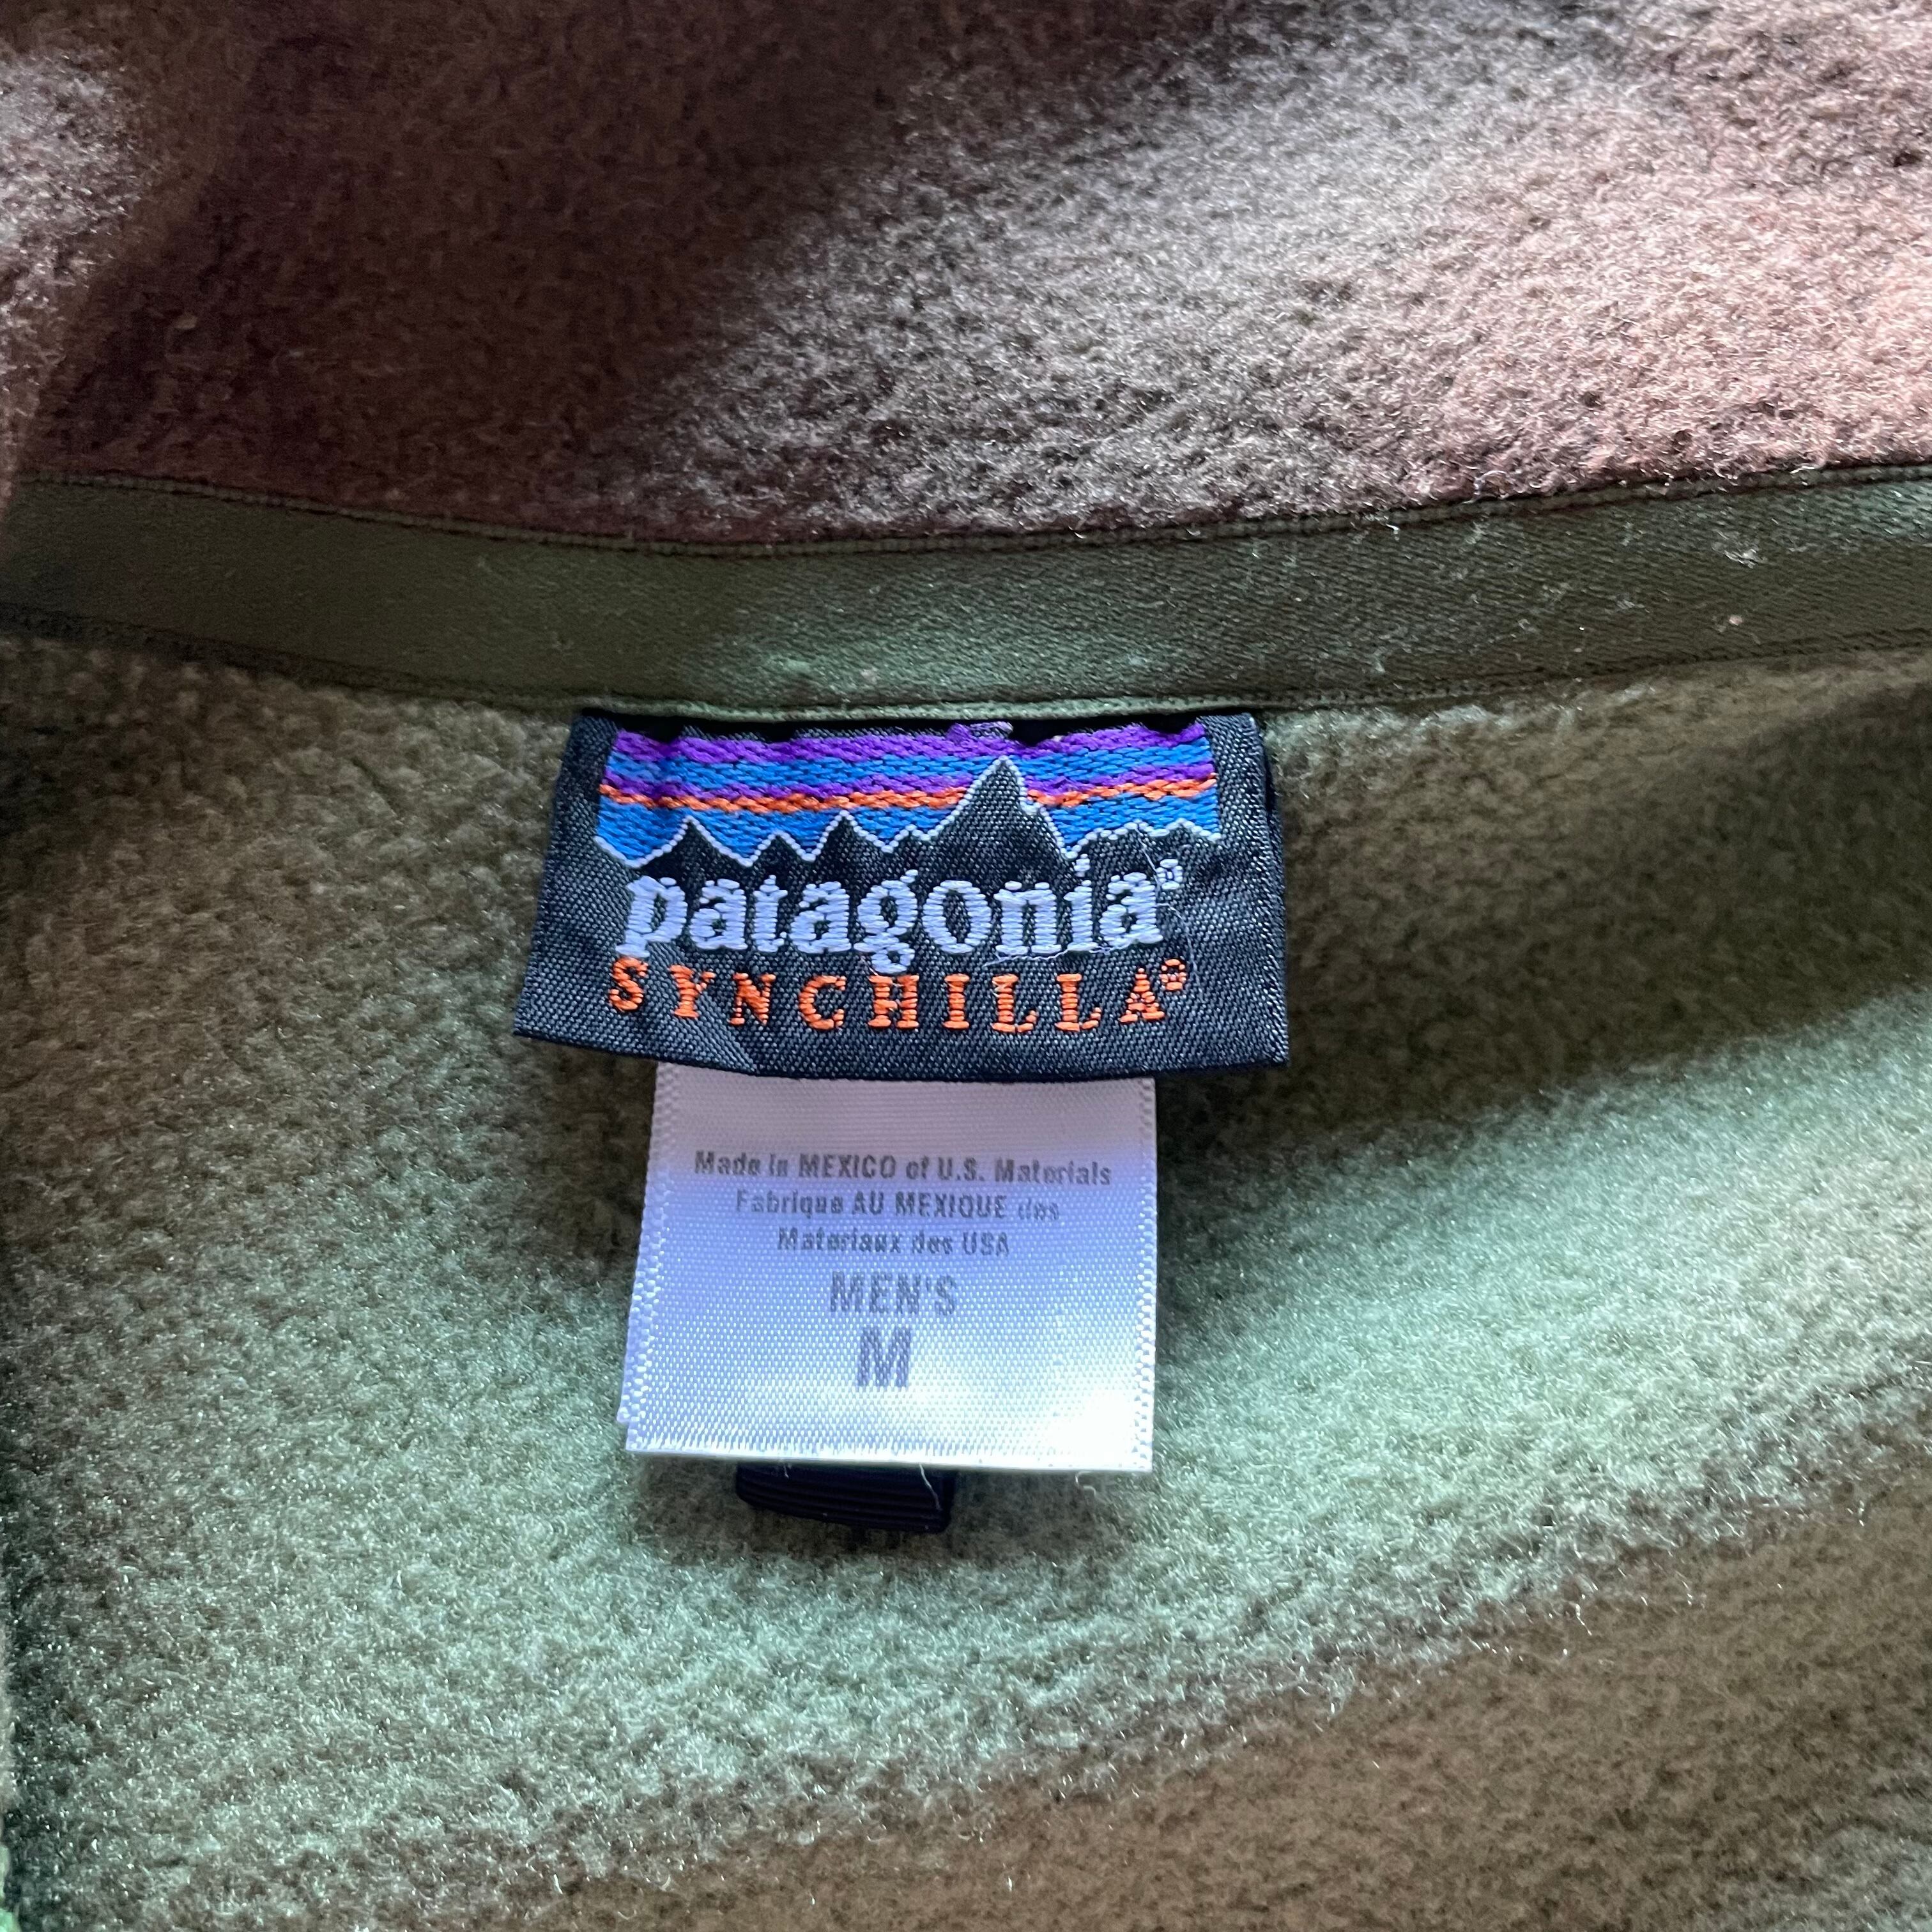 patagonia®
SYNCHILLA®
Made in MEXICO of U.S. Materials
Fabrique AU MEXIQUE des
Materiaux des USA
MEN'S
M